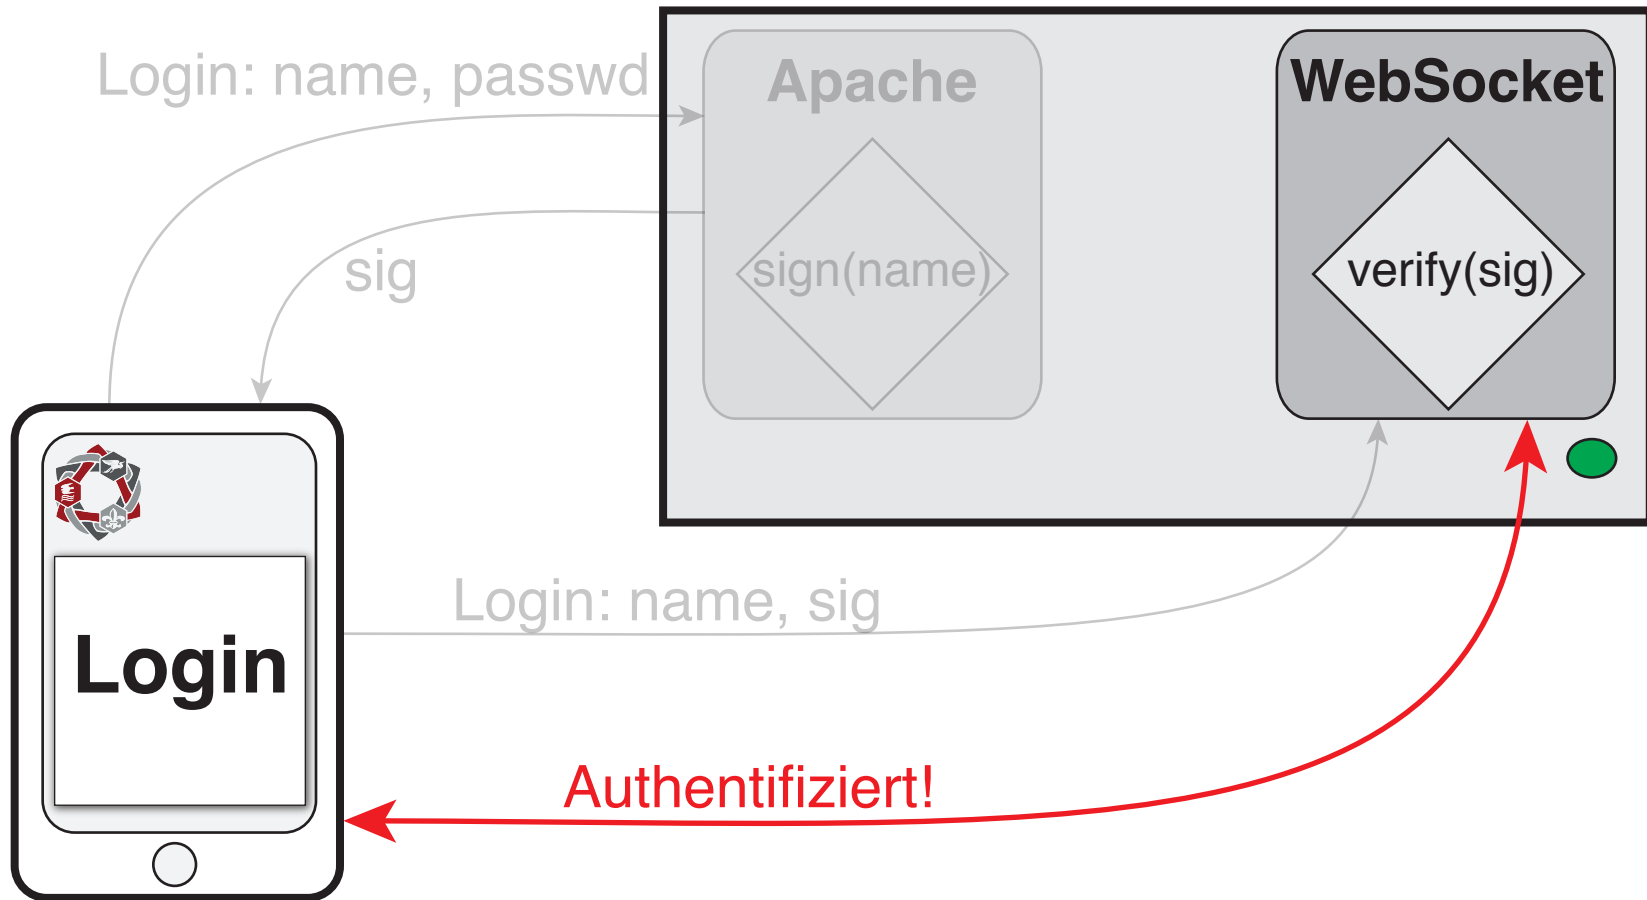 Login: name, passwd
Apache
WebSocket
sign(name)
verify(sig)
sig
Login: name, sig
Login
Authentifiziert!